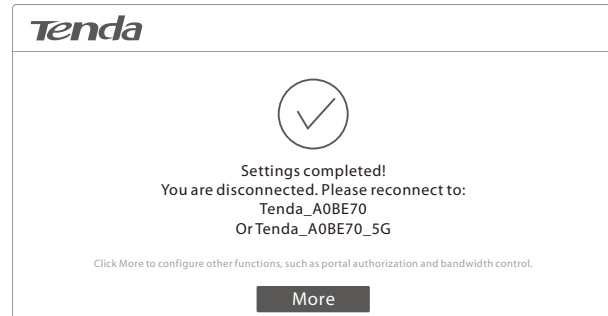 Tenda
Settings completed!
You are disconnected. Please reconnect to:
Tenda_A0BE70
Or Tenda_A0BE70_5G
Click More to configure other functions, such as portal authorization and bandwidth control.
More